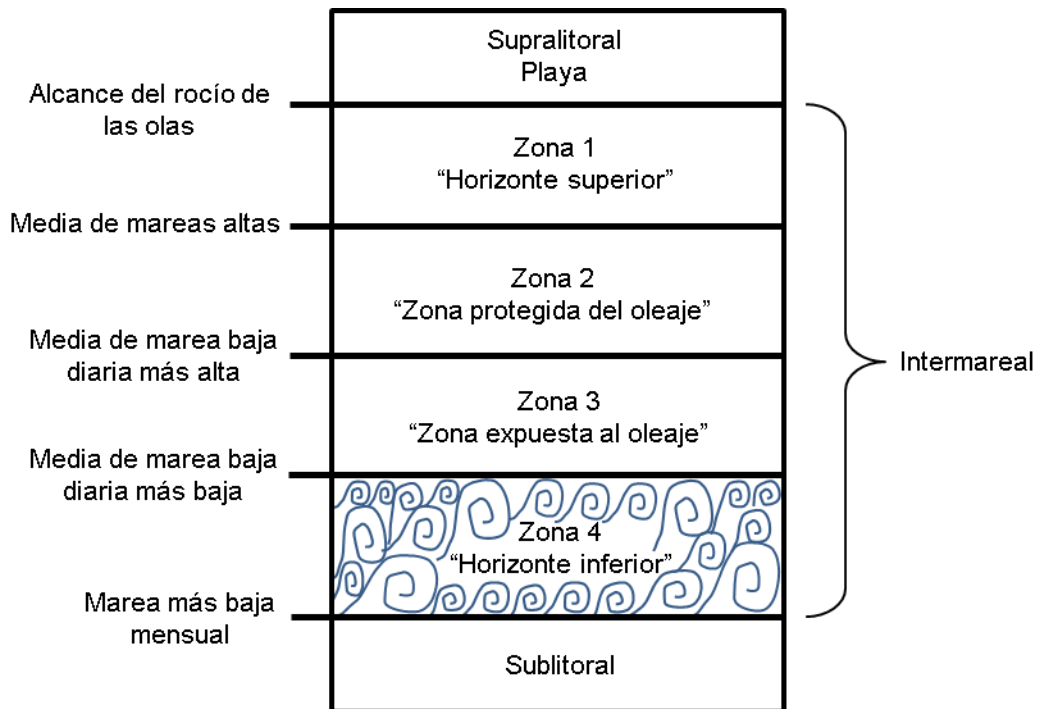 Supralitoral
Playa
Alcance del rocío de
las olas
Zona 1
“Horizonte superior”
Media de mareas altas
Zona 2
“Zona protegida del oleaje”
Media de marea baja
diaria más alta
Intermareal
Zona 3
“Zona expuesta al oleaje”
Media de marea baja
diaria más baja
Zona 4
“Horizonte inferior”
Marea más baja
mensual
Sublitoral